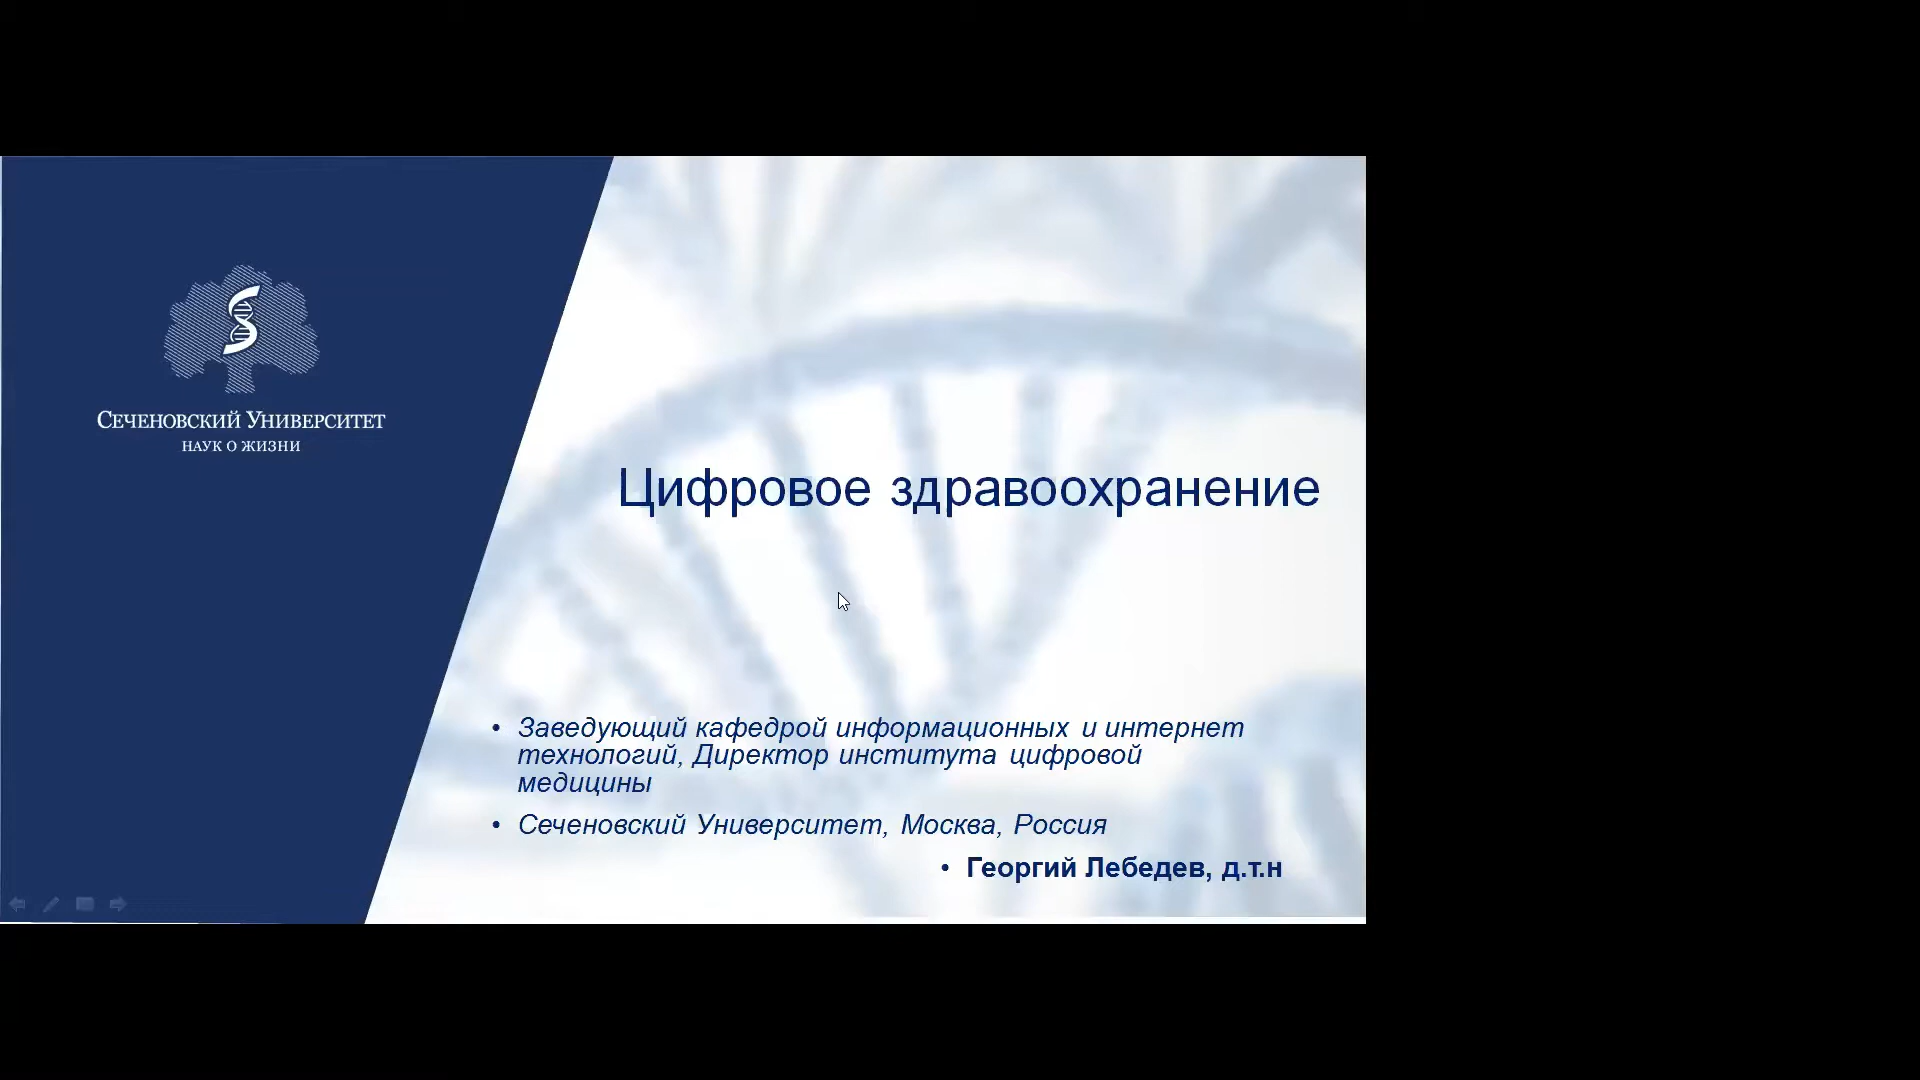 Сеченовский Университет
наук о жизни
Цифровое здравоохранение
• Заведующий кафедрой информационных и интернет
технологий, Директор института цифровой
медицины
• Сеченовский Университет, Москва, Россия
• Георгий Лебедев, д.т.н